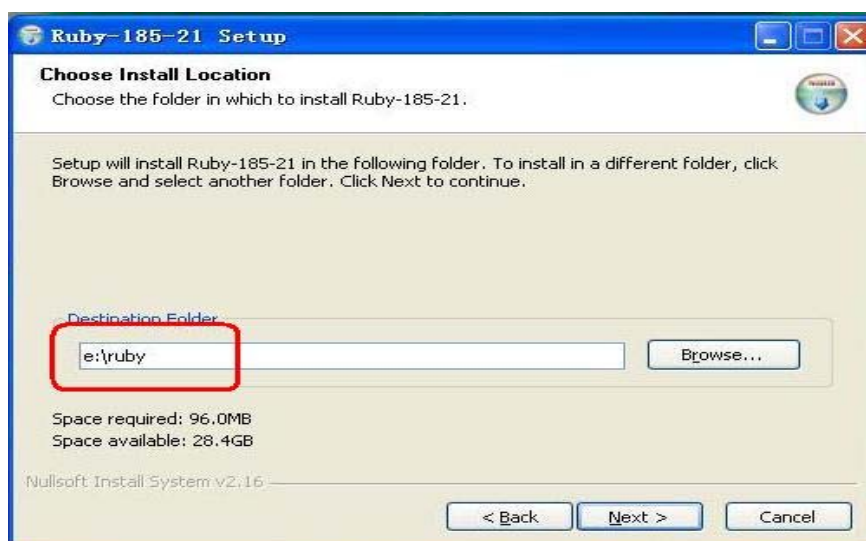 Ruby-185-21 Setup
Choose Install Location
Choose the folder in which to install Ruby-185-21.
Setup will install Ruby-185-21 in the following folder. To install in a different folder, click
Browse and select another folder. Click Next to continue.
Destination Folder
e:\ruby
Browse...
Space required: 96.0MB
Space available: 28.4GB
Nullsoft Install System v2.16
< Back
Next >
Cancel